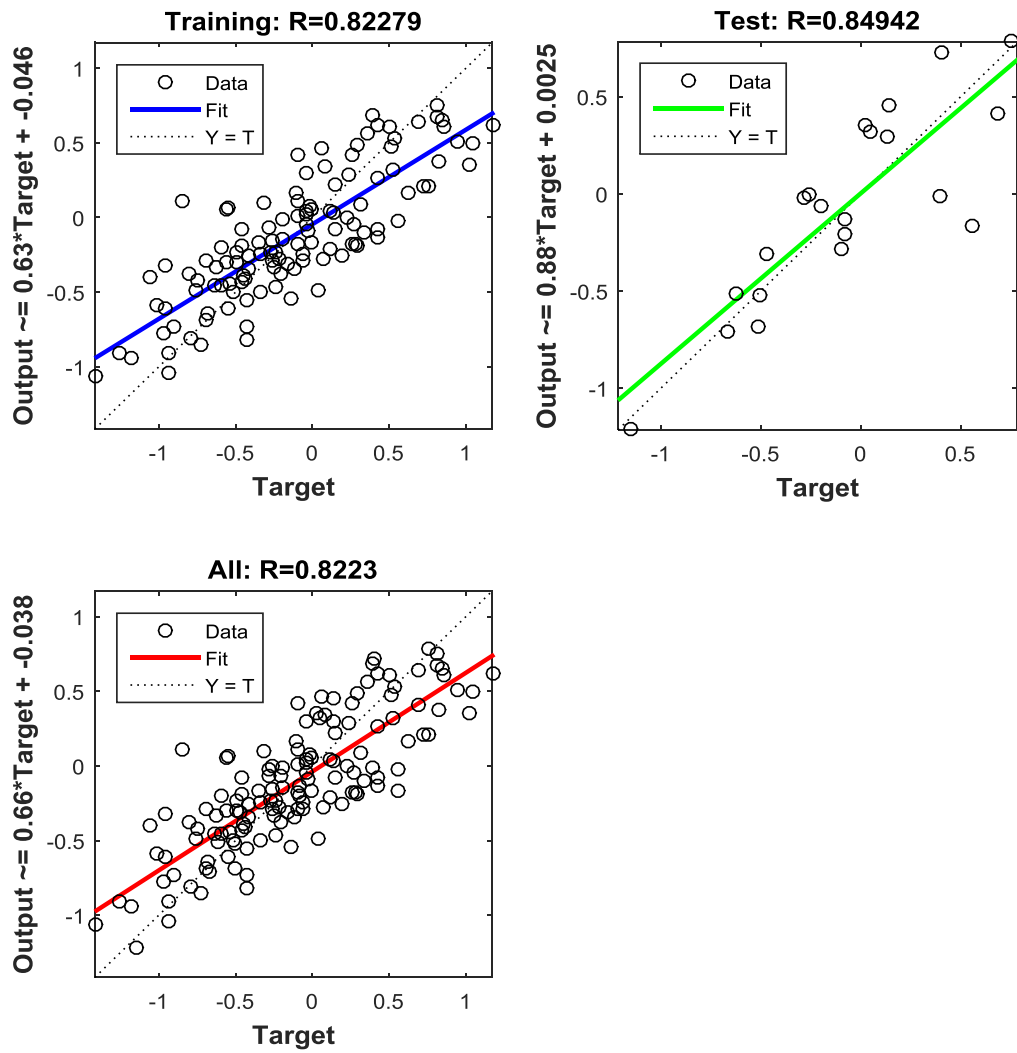 Training: R=0.82279
Output ~= 0.63*Target + -0.046
1
0.5
0
-0.5
-1
Data
Fit
Y = T
-1 -0.5 0 0.5 1
Target
Test: R=0.84942
Output ~= 0.88*Target + 0.0025
0.5
0
-0.5
-1
Data
Fit
Y = T
-1 -0.5 0 0.5
Target
All: R=0.8223
Output ~= 0.66*Target + -0.038
1
0.5
0
-0.5
-1
Data
Fit
Y = T
-1 -0.5 0 0.5 1
Target